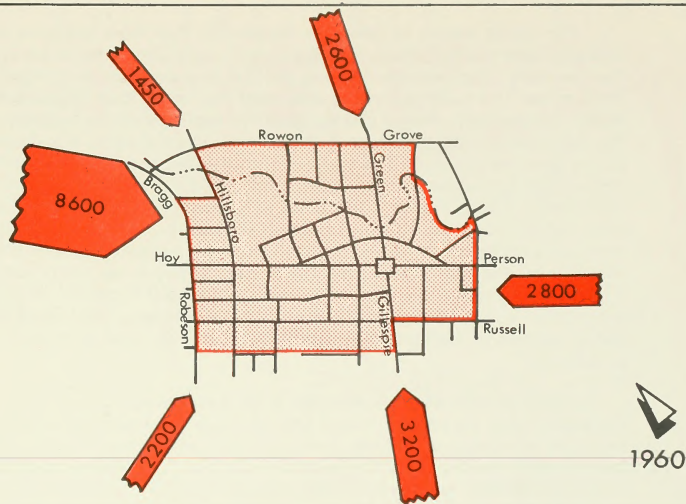 1450
2600
Rowon
Grove
Green
Bragg
Hillsboro
8600
Hoy
Person
2800
Robeson
Gillespie
Russell
2200
3200
1960